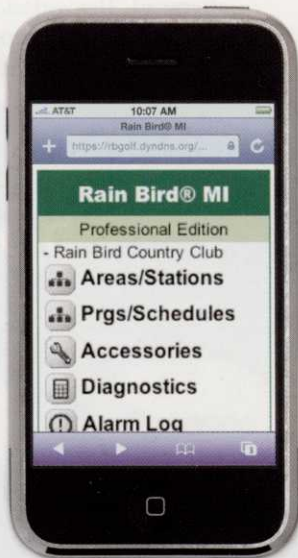 AT&T 10:07 AM
Rain Bird® MI
https://rbgolf.dyndns.org/...
Rain Bird® MI
Professional Edition
- Rain Bird Country Club
Areas/Stations
Prgs/Schedules
Accessories
Diagnostics
Alarm Log